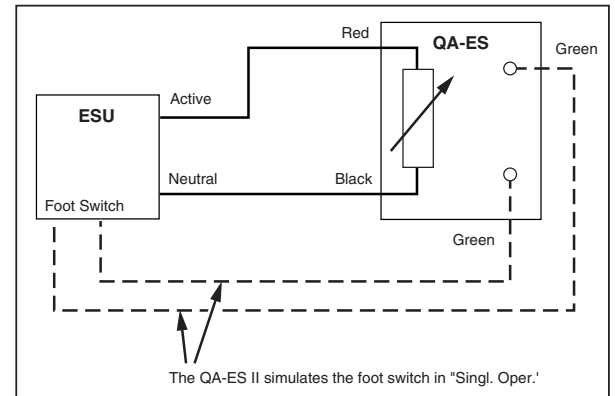 Red
QA-ES
Green
Active
ESU
Neutral
Black
Foot Switch
Green
The QA-ES II simulates the foot switch in "Singl. Oper.'